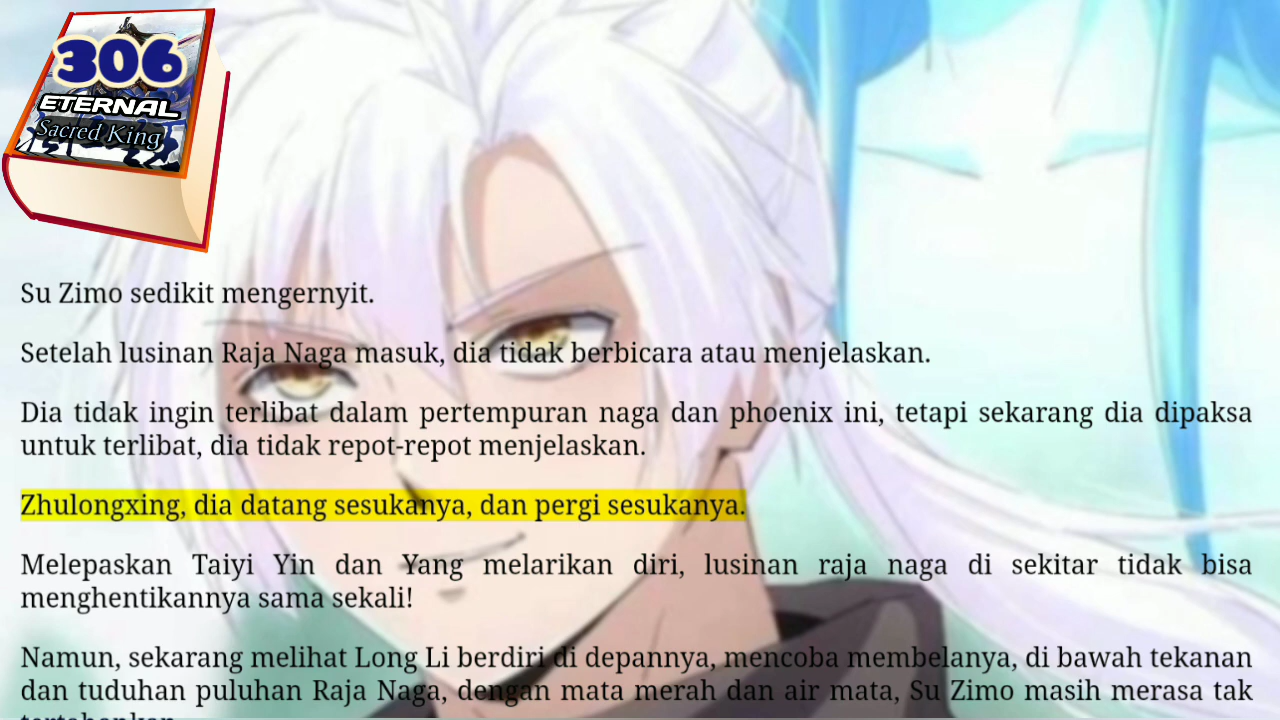 306
ETERNAL
Sacred King
Su Zimo sedikit mengernyit.
Setelah lusinan Raja Naga masuk, dia tidak berbicara atau menjelaskan.
Dia tidak ingin terlibat dalam pertempuran naga dan phoenix ini, tetapi sekarang dia dipaksa
untuk terlibat, dia tidak repot-repot menjelaskan.
Zhulongxing, dia datang sesukanya, dan pergi sesukanya.
Melepaskan Taiyi Yin dan Yang melarikan diri, lusinan raja naga di sekitar tidak bisa
menghentikannya sama sekali!
Namun, sekarang melihat Long Li berdiri di depannya, mencoba membelanya, di bawah tekanan
dan tuduhan puluhan Raja Naga, dengan mata merah dan air mata, Su Zimo masih merasa tak